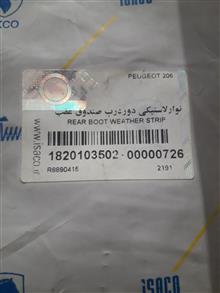 ISACO
PEUGEOT 206
نوار لاستیکی دور درب صندوق عقب
REAR BOOT WEATHER STRIP
1820103502-00000726
R8890416
2191
www.isaco.ir
ISACO